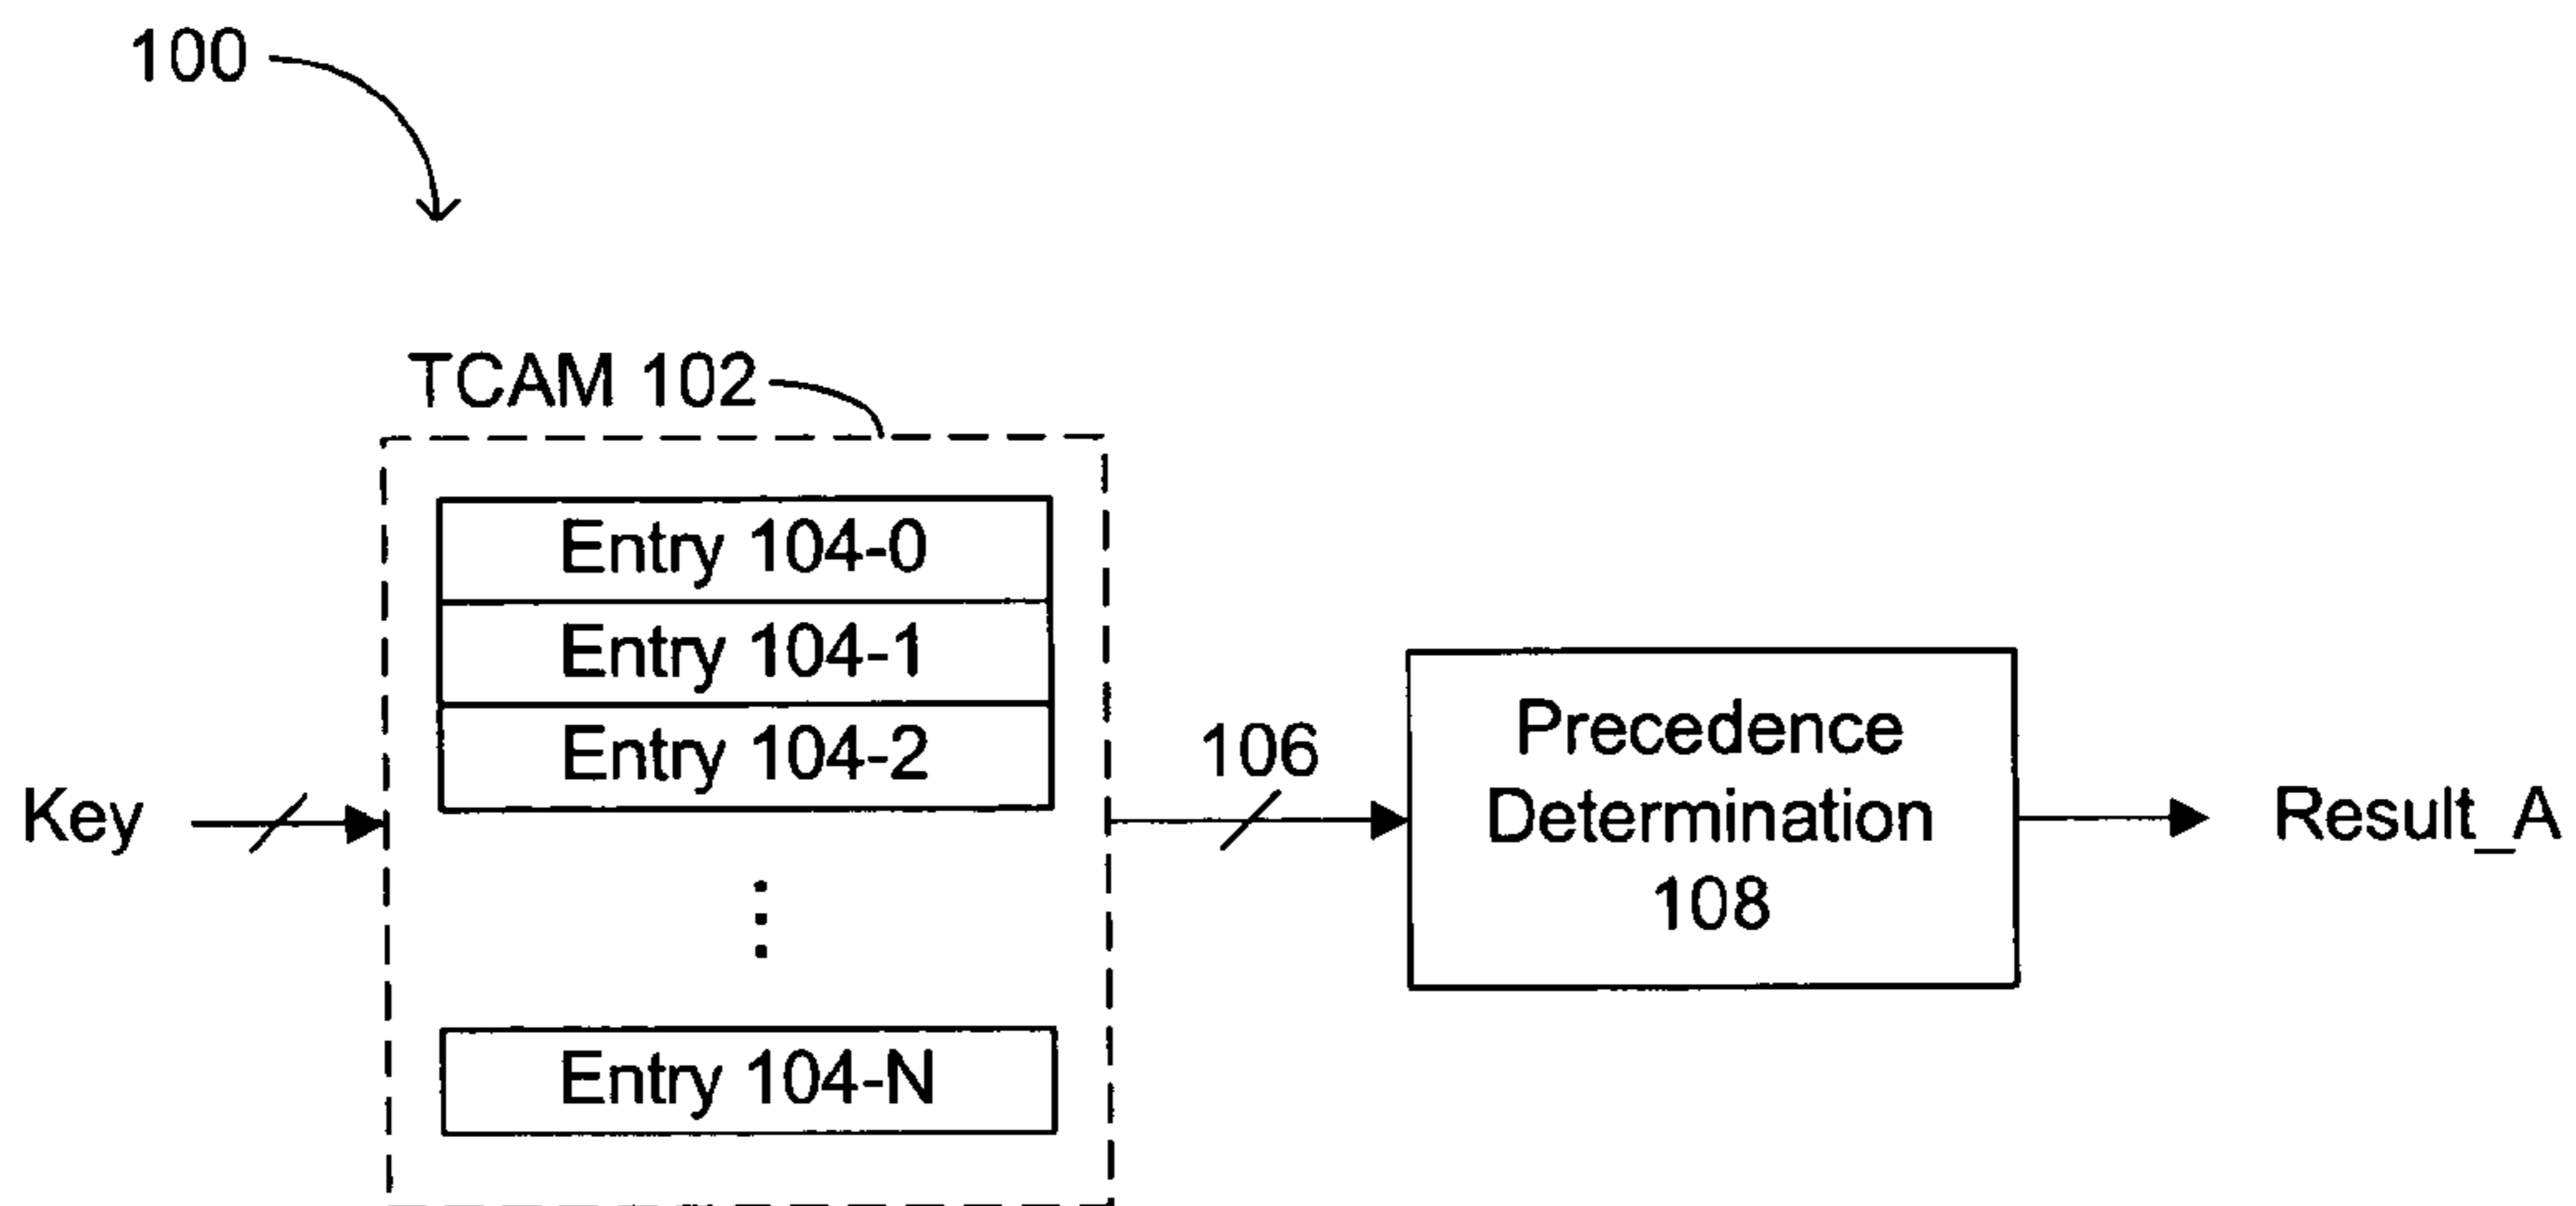 100
TCAM 102
Entry 104-0
Entry 104-1
Entry 104-2
Entry 104-N
Key
106
Precedence
Determination
108
Result_A